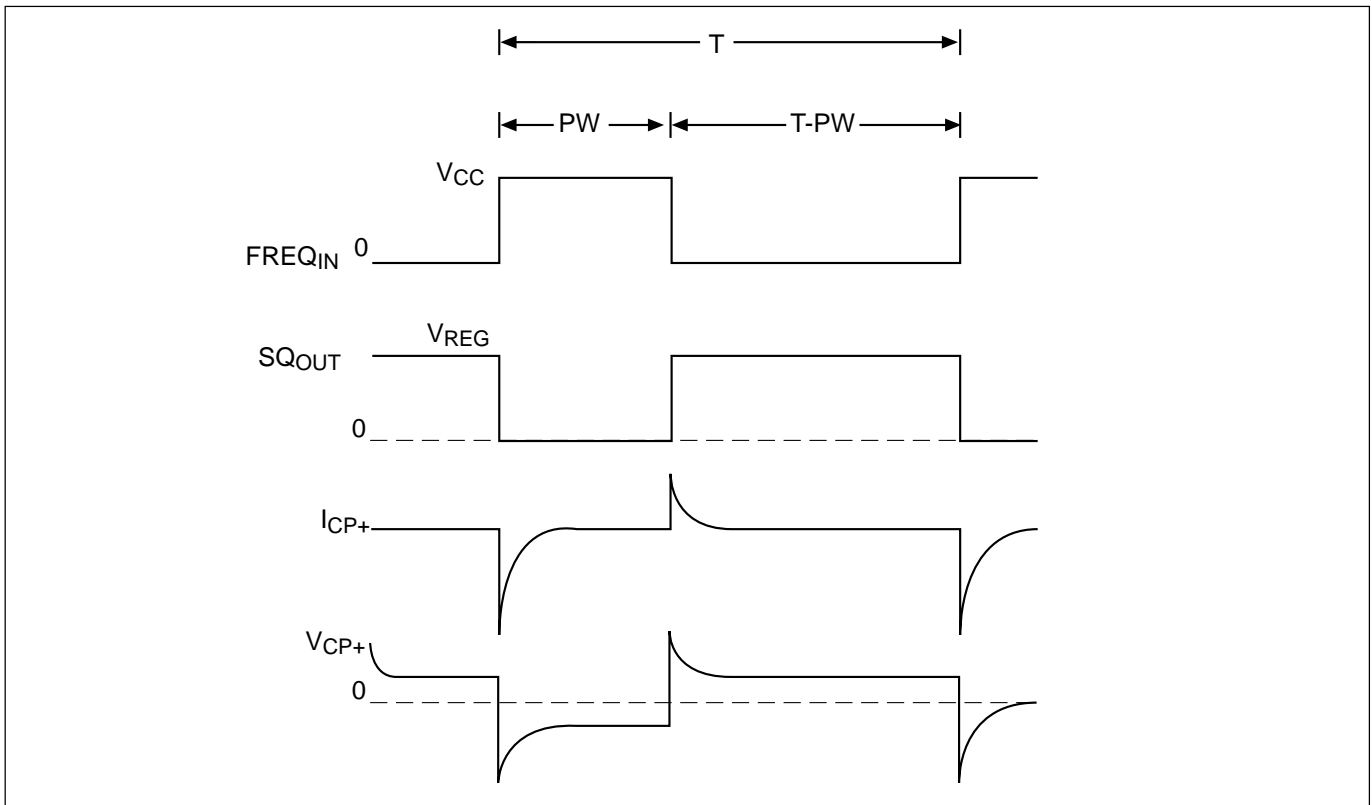 T
PW
T-PW
VCC
FREQIN 0
VREG
SQOUT
0
ICP+
VCP+
0